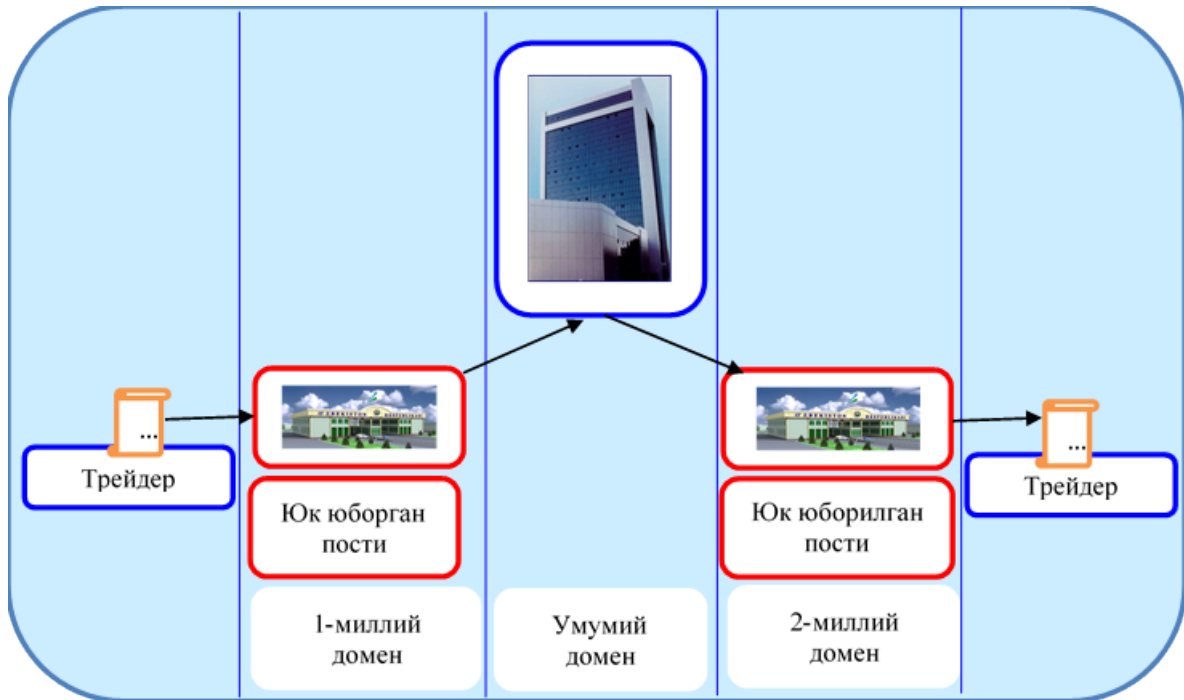 Трейдер
...
Юк юборган
пости
1-миллий
домен
Умумий
домен
Юк юборилган
пости
2-миллий
домен
...
Трейдер